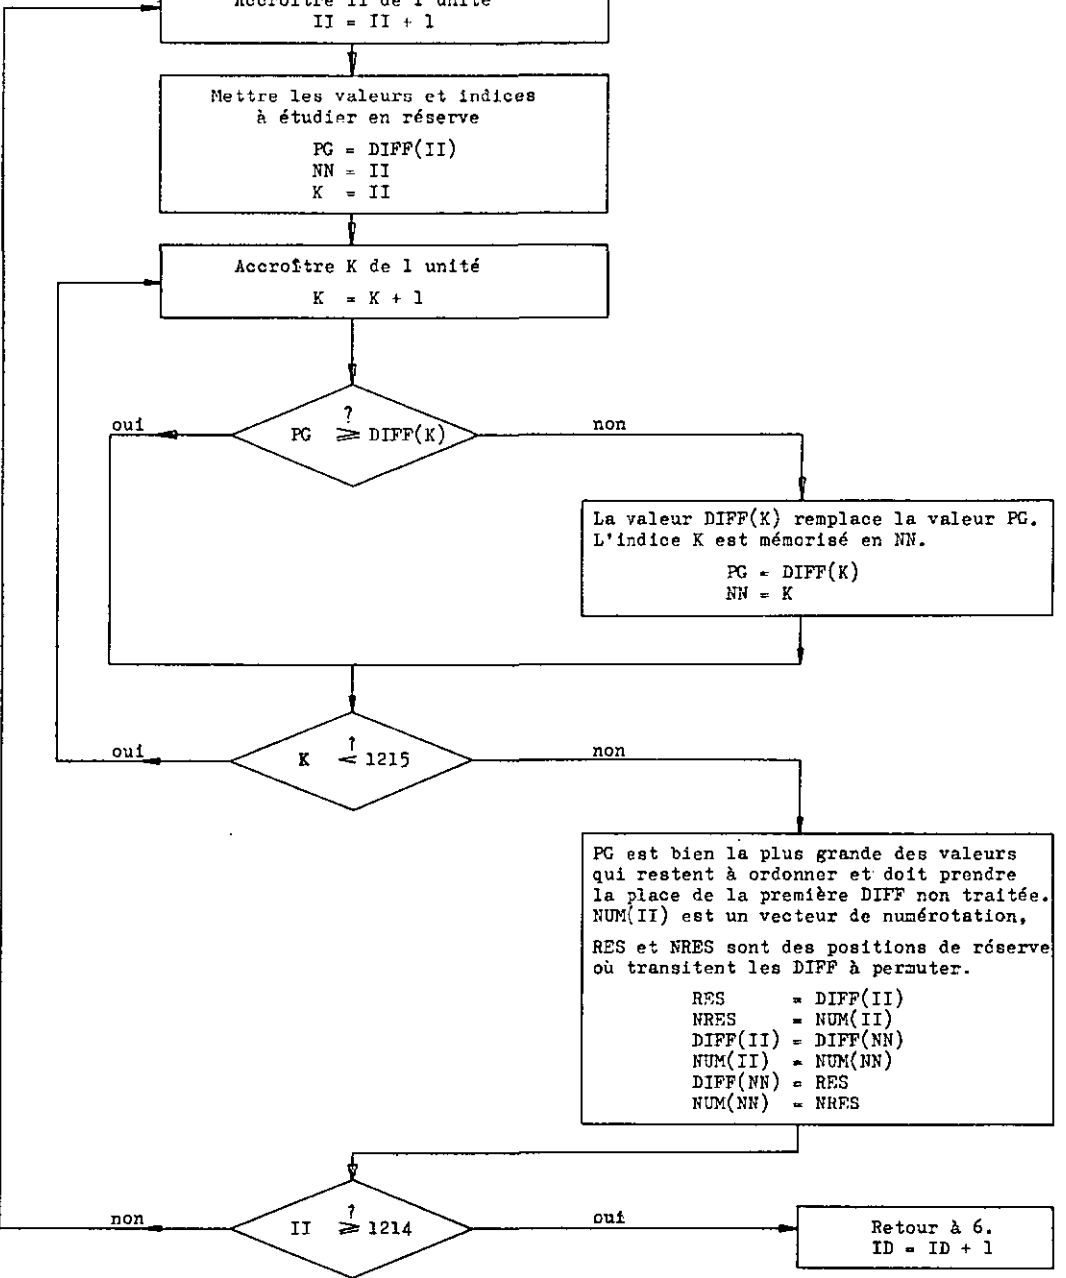 Accroître II de 1 unité
II = II + 1
Mettre les valeurs et indices
à étudier en réserve
PG = DIFF(II)
NN = II
K = II
Accroître K de 1 unité
K = K + 1
?
oui
PG ⩾ DIFF(K)
non
La valeur DIFF(K) remplace la valeur PG.
L'indice K est mémorisé en NN.
PG = DIFF(K)
NN = K
?
oui
K < 1215
non
PG est bien la plus grande des valeurs
qui restent à ordonner et doit prendre
la place de la première DIFF non traitée.
NUM(II) est un vecteur de numérotation,
RES et NRES sont des positions de réserve
où transitent les DIFF à permuter.
RES = DIFF(II)
NRES = NUM(II)
DIFF(II) = DIFF(NN)
NUM(II) = NUM(NN)
DIFF(NN) = RES
NUM(NN) = NRES
?
non
II ⩾ 1214
oui
Retour à 6.
ID = ID + 1